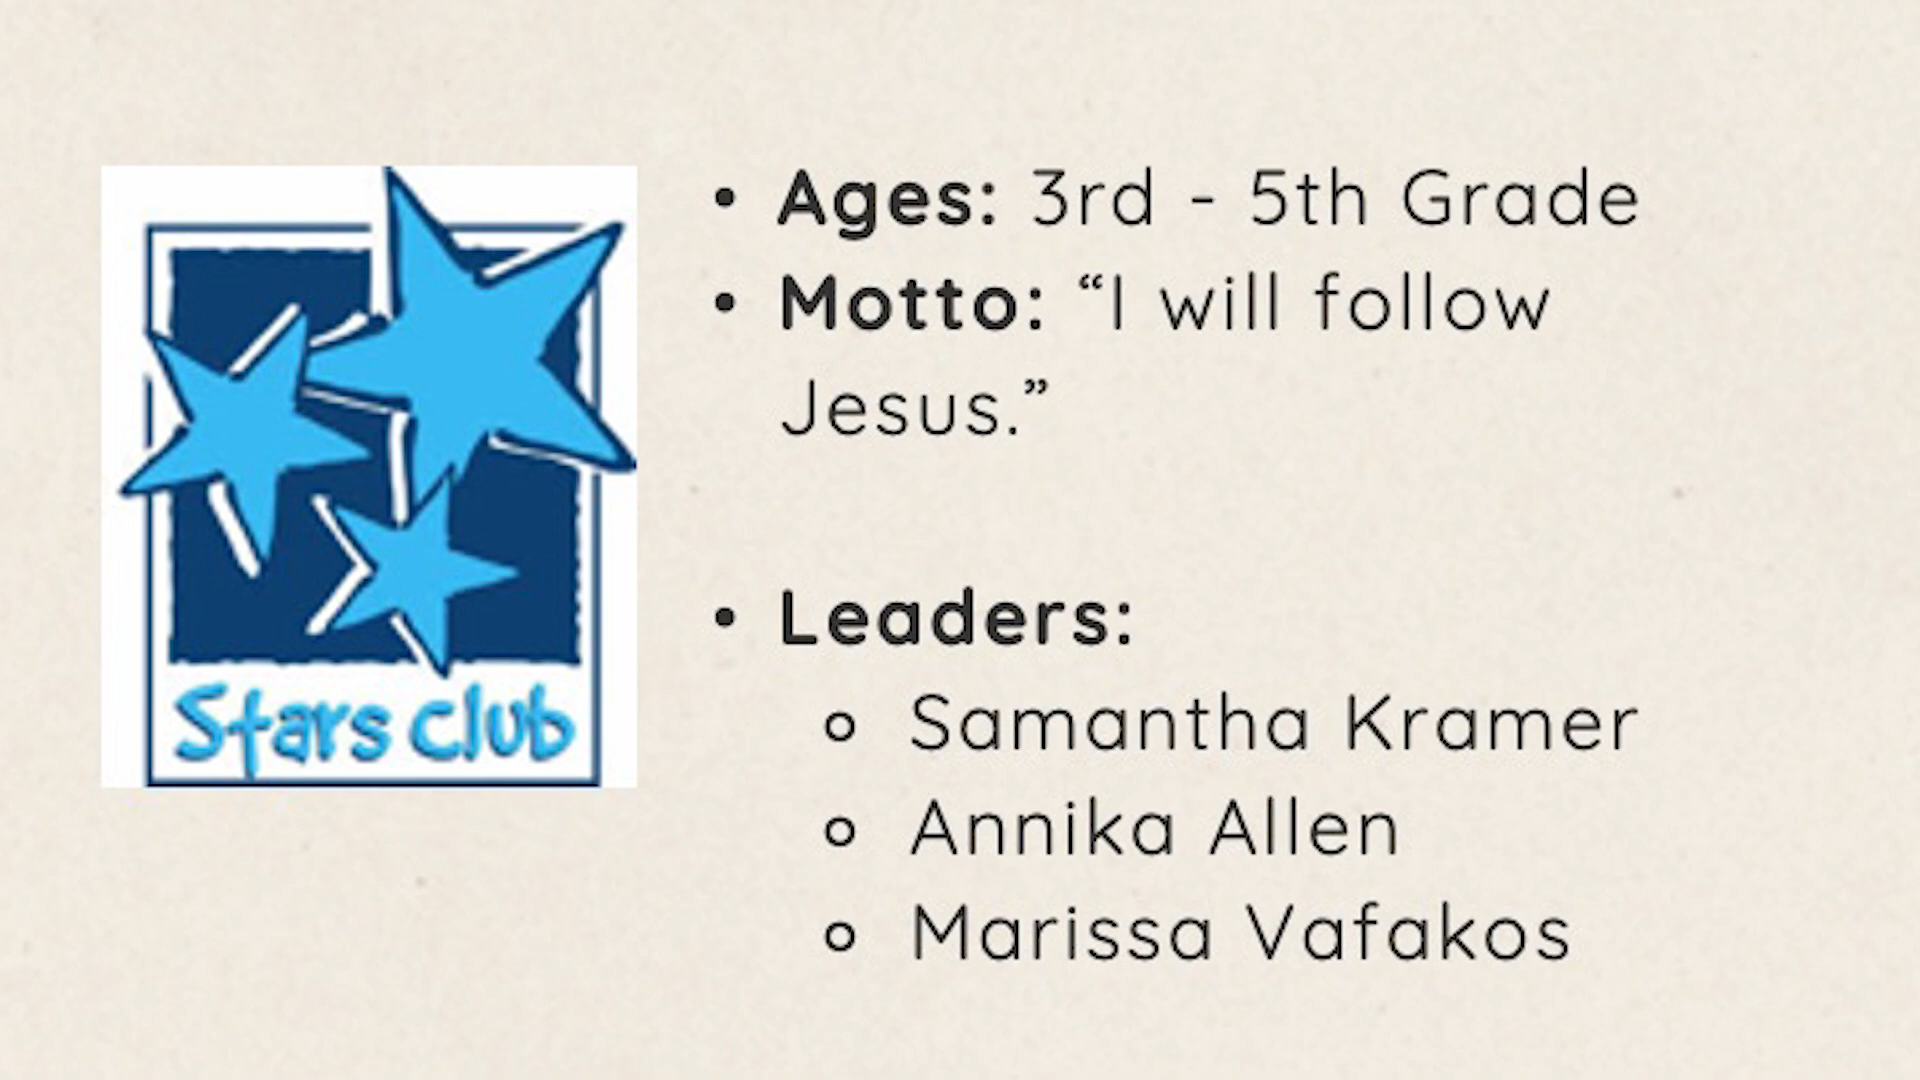 Stars Club
• Ages: 3rd - 5th Grade
• Motto: “I will follow
Jesus.”
• Leaders:
Samantha Kramer
Annika Allen
Marissa Vafakos